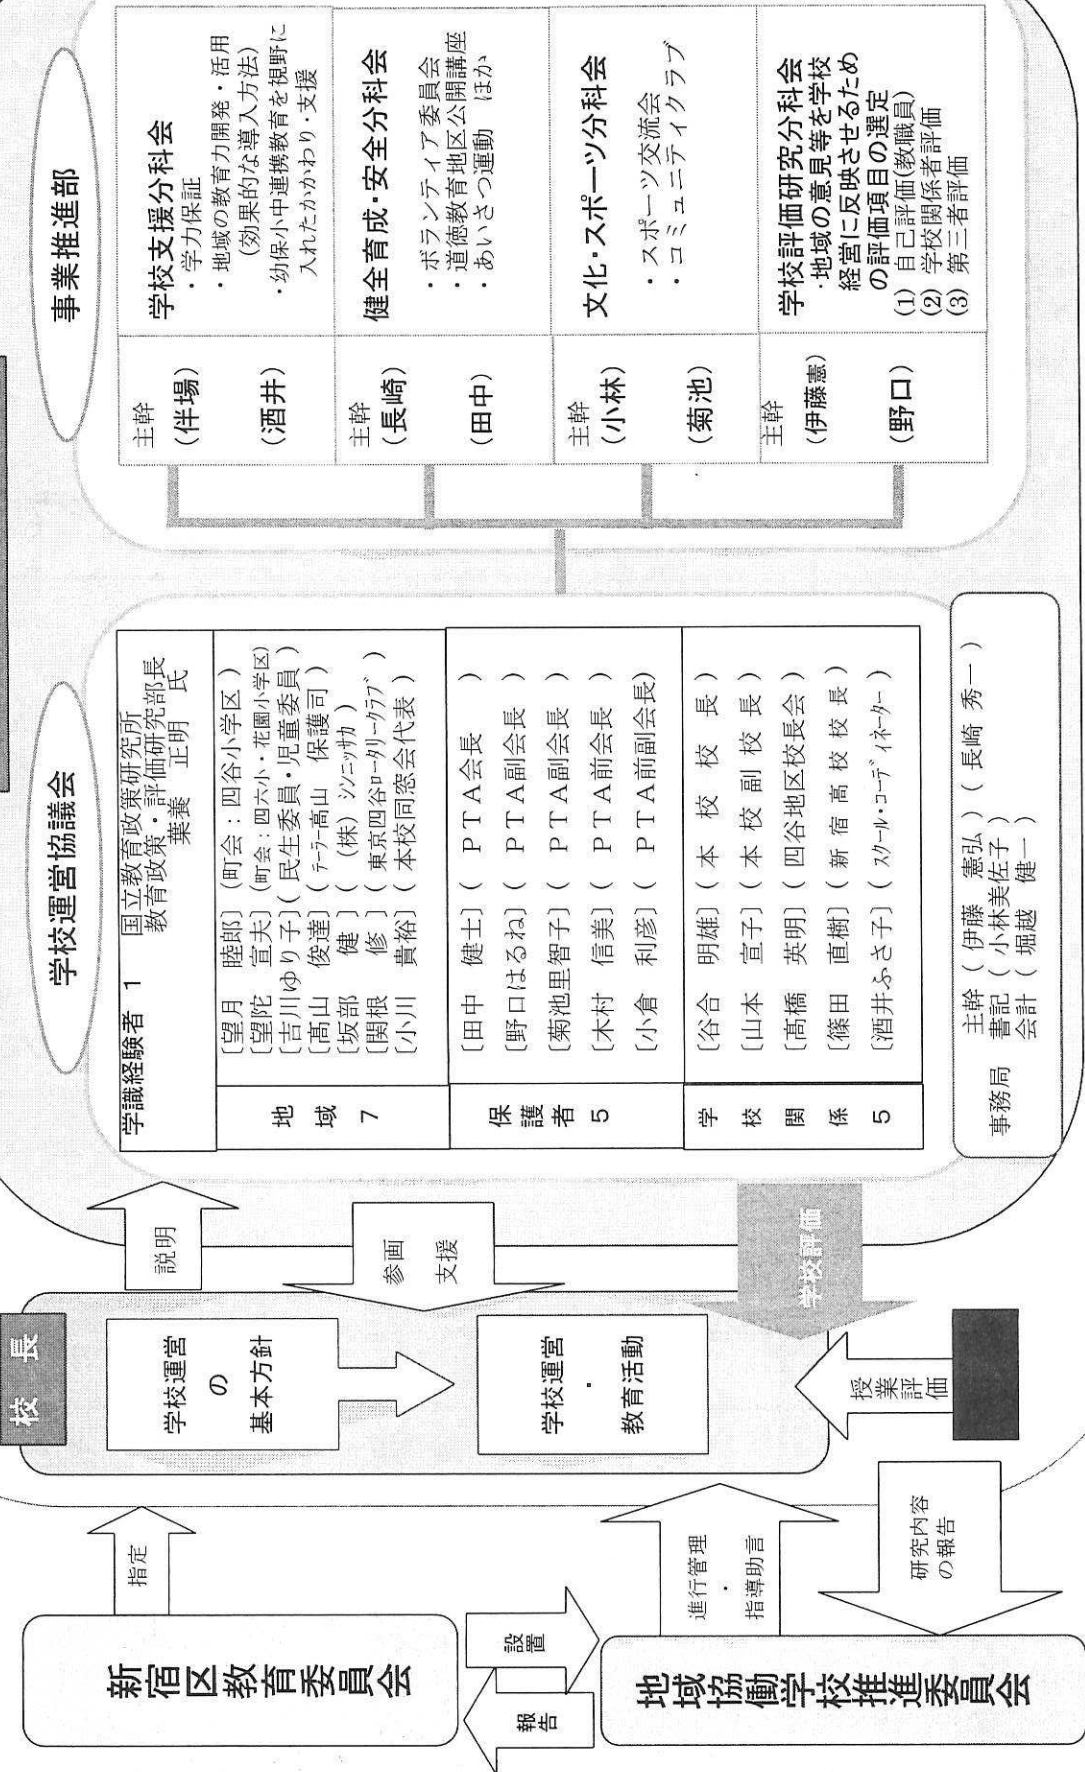 新宿区教育委員会
指定
設置
報告
地域協働学校推進委員会
進行管理
・
指導助言
研究内容
の報告
校 長
学校運営
の
基本方針
学校運営
・
教育活動
授業評価
説明
参画
支援
学校評価
学校運営協議会
学識経験者 1 国立教育政策研究所
教育政策・評価研究部長
葉養 正明 氏
地 域 7
[望月 睦郎] (町会：四谷小学区 )
[望陀 宣夫] (町会：四六小・花園小学区)
[吉川ゆり子] ( 民生委員・児童委員 )
[髙山 俊達] ( テーラー高山 保護司 )
[坂部 健 ] ( (株) シンニッサカ )
[関根 修 ] ( 東京四谷ロータリークラブ )
[小川 貴裕] ( 本校同窓会代表 )
保護者 5
[田中 健士] ( ＰＴＡ会長 )
[野口はるね] ( ＰＴＡ副会長 )
[菊池里智子] ( ＰＴＡ副会長 )
[木村 信美] ( ＰＴＡ前会長 )
[小倉 利彦] ( ＰＴＡ前副会長)
学 校 関 係 5
[谷合 明雄] ( 本 校 校 長 )
[山本 宣子] ( 本 校 副 校 長 )
[髙橋 英明] ( 四谷地区校長会 )
[篠田 直樹] ( 新 宿 高 校 校 長 )
[酒井ふさ子] ( スクール・コーディネーター )
事務局 主幹 ( 伊藤 憲弘 ) ( 長崎 秀一 )
書記 ( 小林美佐子 )
会計 ( 堀越 健一 )
事業推進部
主幹
(伴場)
(酒井)
学校支援分科会
・学力保証
・地域の教育力開発・活用
(効果的な導入方法)
・幼保小中連携教育を視野に
入れたかかわり・支援
主幹
(長崎)
(田中)
健全育成・安全分科会
・ボランティア委員会
・道徳教育地区公開講座
・あいさつ運動 ほか
主幹
(小林)
(菊池)
文化・スポーツ分科会
・スポーツ交流会
・コミュニティクラブ
主幹
(伊藤憲)
(野口)
学校評価研究分科会
・地域の意見等を学校
経営に反映させるため
の評価項目の選定
(1) 自己評価(教職員)
(2) 学校関係者評価
(3) 第三者評価